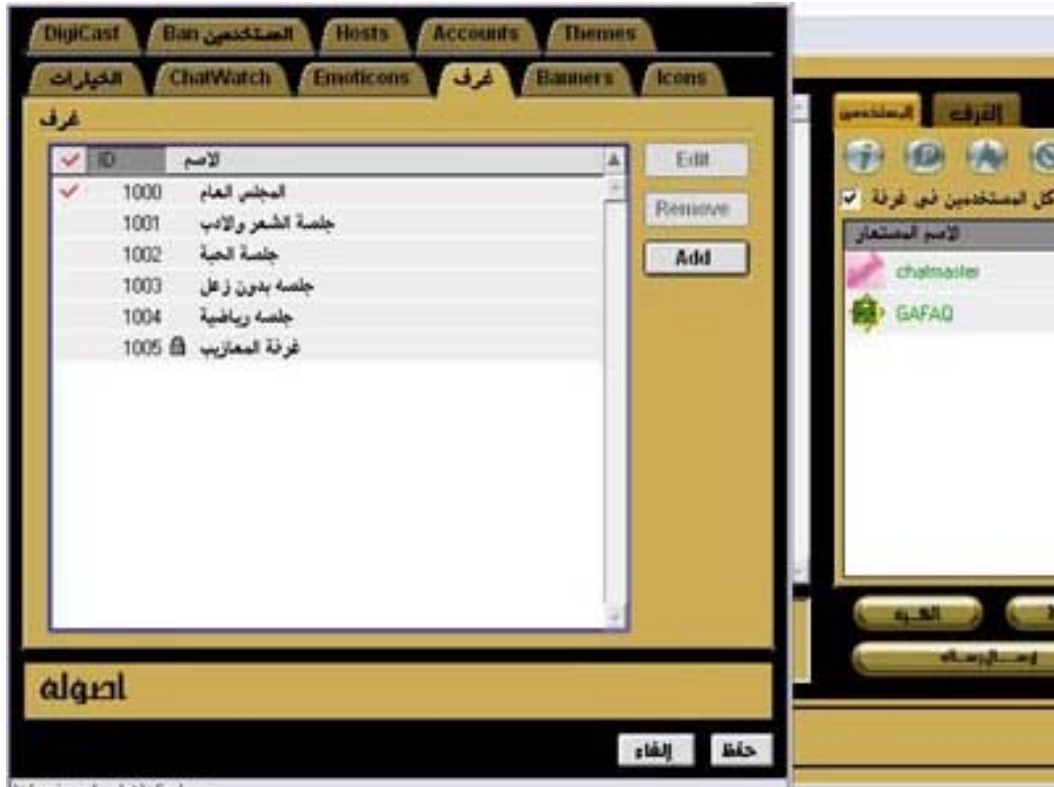 DigiCast Ban المستخدمين Hosts Accounts Themes
الخيارات ChatWatch Emoticons غرف Banners Icons
غرف
ID الاسم
1000 المجلس العام
1001 جلسة الشعر والادب
1002 جلسة الحبة
1003 جلسه بدون زعل
1004 جلسه رياضية
1005 غرفة المعازيب
Edit
Remove
Add
اصوله
إلغاء حفظ
المستخدمين الغرف
كل المستخدمين في غرفة
الاسم المستعار
chatmaster
GAFAQ